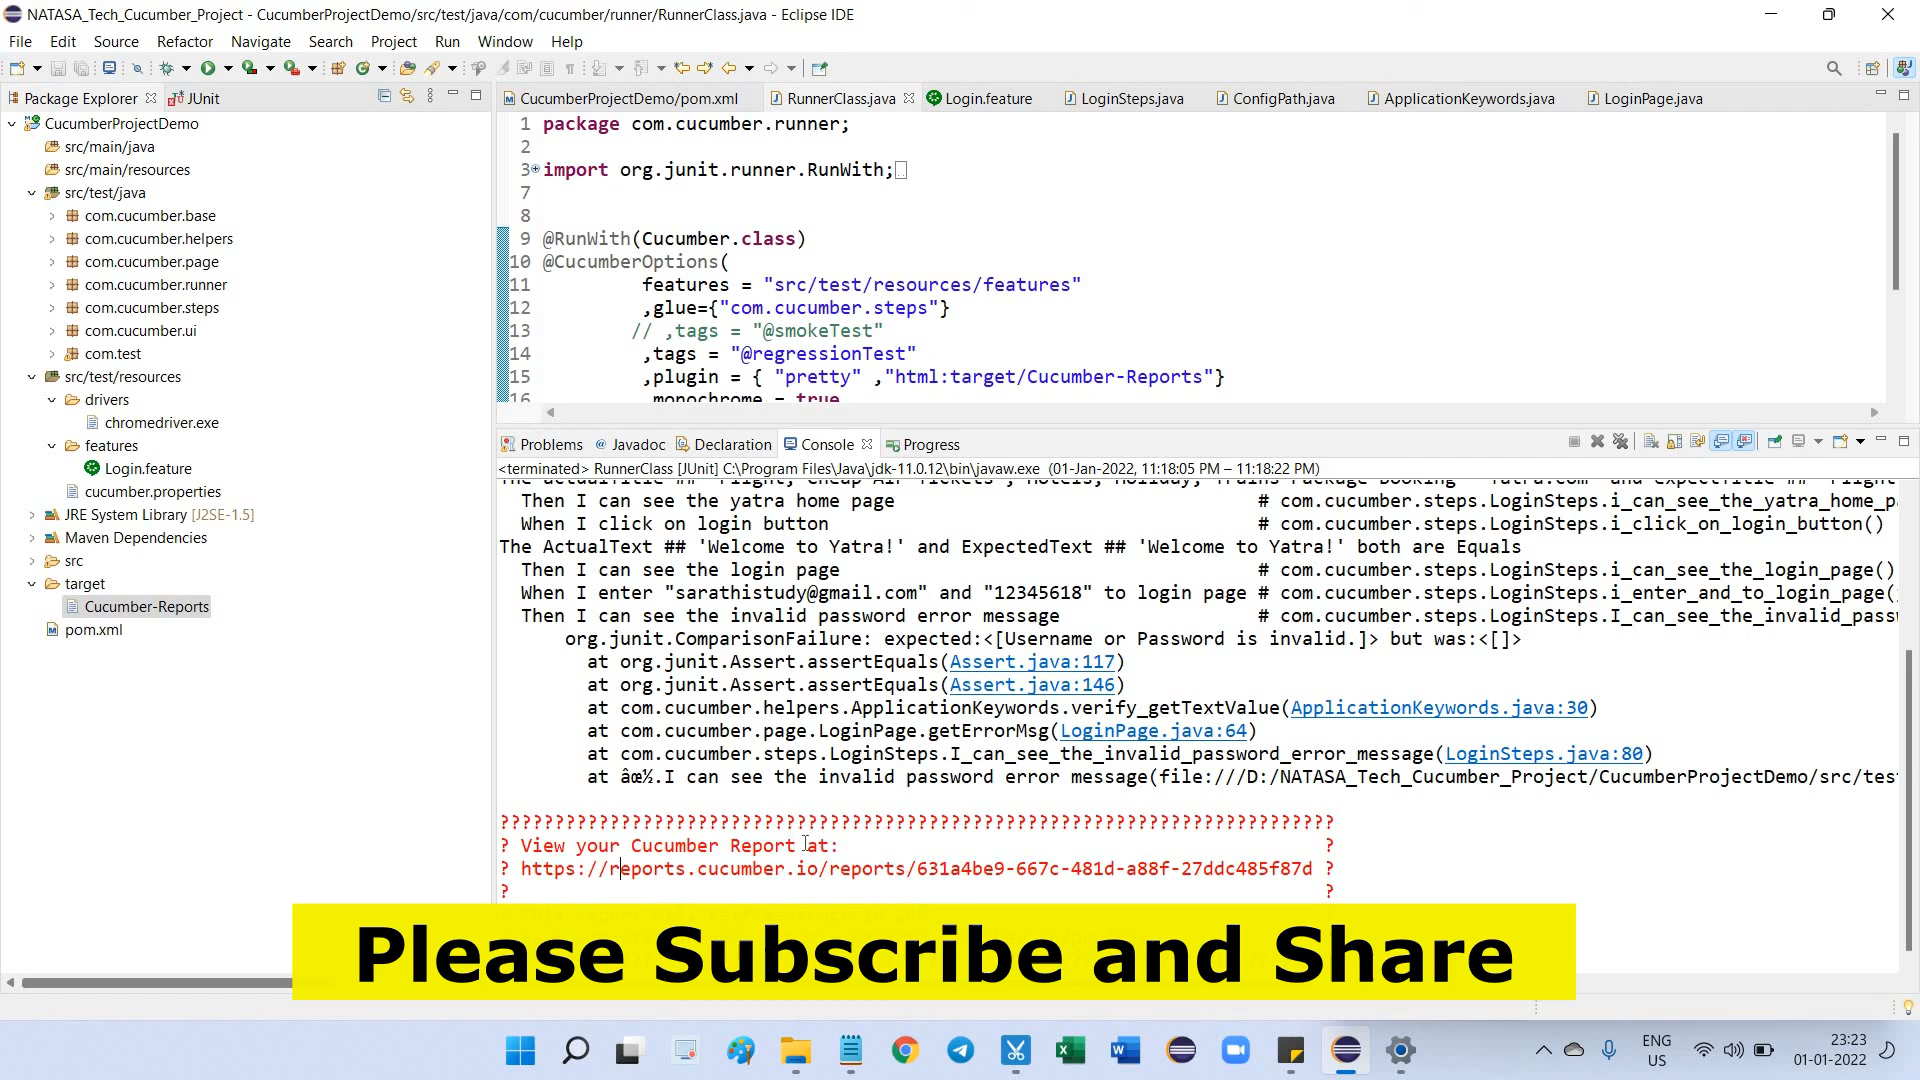 NATASA_Tech_Cucumber_Project - CucumberProjectDemo/src/test/java/com/cucumber/runner/RunnerClass.java - Eclipse IDE
File Edit Source Refactor Navigate Search Project Run Window Help
Package Explorer
JUnit
CucumberProjectDemo
src/main/java
src/main/resources
src/test/java
com.cucumber.base
com.cucumber.helpers
com.cucumber.page
com.cucumber.runner
com.cucumber.steps
com.cucumber.ui
com.test
src/test/resources
drivers
chromedriver.exe
features
Login.feature
cucumber.properties
JRE System Library [J2SE-1.5]
Maven Dependencies
src
target
Cucumber-Reports
pom.xml
CucumberProjectDemo/pom.xml RunnerClass.java Login.feature LoginSteps.java ConfigPath.java ApplicationKeywords.java LoginPage.java
1 package com.cucumber.runner;
2
3 import org.junit.runner.RunWith;
7
8
9 @RunWith(Cucumber.class)
10 @CucumberOptions(
11 features = "src/test/resources/features"
12 ,glue={"com.cucumber.steps"}
13 // ,tags = "@smokeTest"
14 ,tags = "@regressionTest"
15 ,plugin = { "pretty" ,"html:target/Cucumber-Reports"}
16 monochrome = true
Problems Javadoc Declaration Console Progress
<terminated> RunnerClass [JUnit] C:\Program Files\Java\jdk-11.0.12\bin\javaw.exe (01-Jan-2022, 11:18:05 PM – 11:18:22 PM)
Then I can see the yatra home page # com.cucumber.steps.LoginSteps.i_can_see_the_yatra_home_pa
When I click on login button # com.cucumber.steps.LoginSteps.i_click_on_login_button()
The ActualText ## 'Welcome to Yatra!' and ExpectedText ## 'Welcome to Yatra!' both are Equals
Then I can see the login page # com.cucumber.steps.LoginSteps.i_can_see_the_login_page()
When I enter "sarathistudy@gmail.com" and "12345618" to login page # com.cucumber.steps.LoginSteps.i_enter_and_to_login_page(
Then I can see the invalid password error message # com.cucumber.steps.LoginSteps.I_can_see_the_invalid_pass
org.junit.ComparisonFailure: expected:<[Username or Password is invalid.]> but was:<[]>
at org.junit.Assert.assertEquals(Assert.java:117)
at org.junit.Assert.assertEquals(Assert.java:146)
at com.cucumber.helpers.ApplicationKeywords.verify_getTextValue(ApplicationKeywords.java:30)
at com.cucumber.page.LoginPage.getErrorMsg(LoginPage.java:64)
at com.cucumber.steps.LoginSteps.I_can_see_the_invalid_password_error_message(LoginSteps.java:80)
at âœ½.I can see the invalid password error message(file:///D:/NATASA_Tech_Cucumber_Project/CucumberProjectDemo/src/tes
????????????????????????????????????????????????????????????????????????????
? View your Cucumber Report at: ?
? https://reports.cucumber.io/reports/631a4be9-667c-481d-a88f-27ddc485f87d ?
? ?
Please Subscribe and Share
ENG
US
23:23
01-01-2022